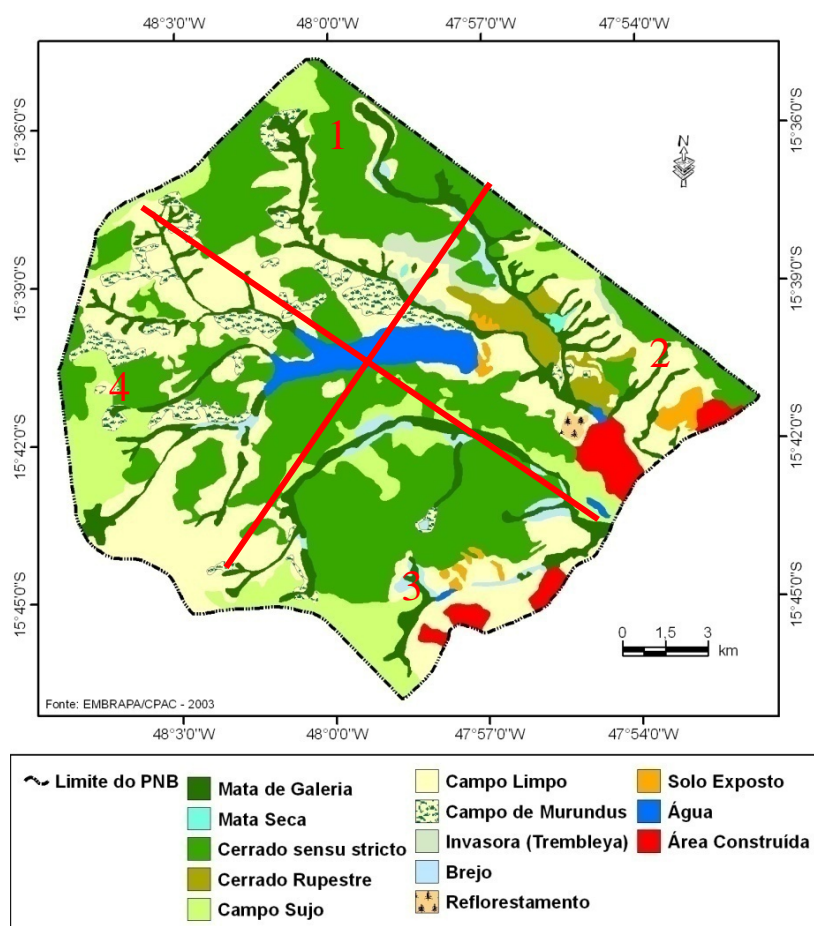 48°3'0"W 48°0'0"W 47°57'0"W 47°54'0"W
15°36'0"S 15°36'0"S
1
N
15°39'0"S 15°39'0"S
2
4
15°42'0"S 15°42'0"S
3
15°45'0"S 15°45'0"S
0 1,5 3
km
Fonte: EMBRAPA/CPAC - 2003
48°3'0"W 48°0'0"W 47°57'0"W 47°54'0"W
Limite do PNB
Mata de Galeria
Mata Seca
Cerrado sensu stricto
Cerrado Rupestre
Campo Sujo
Campo Limpo
Campo de Murundus
Invasora (Trembleya)
Brejo
Reflorestamento
Solo Exposto
Água
Área Construída